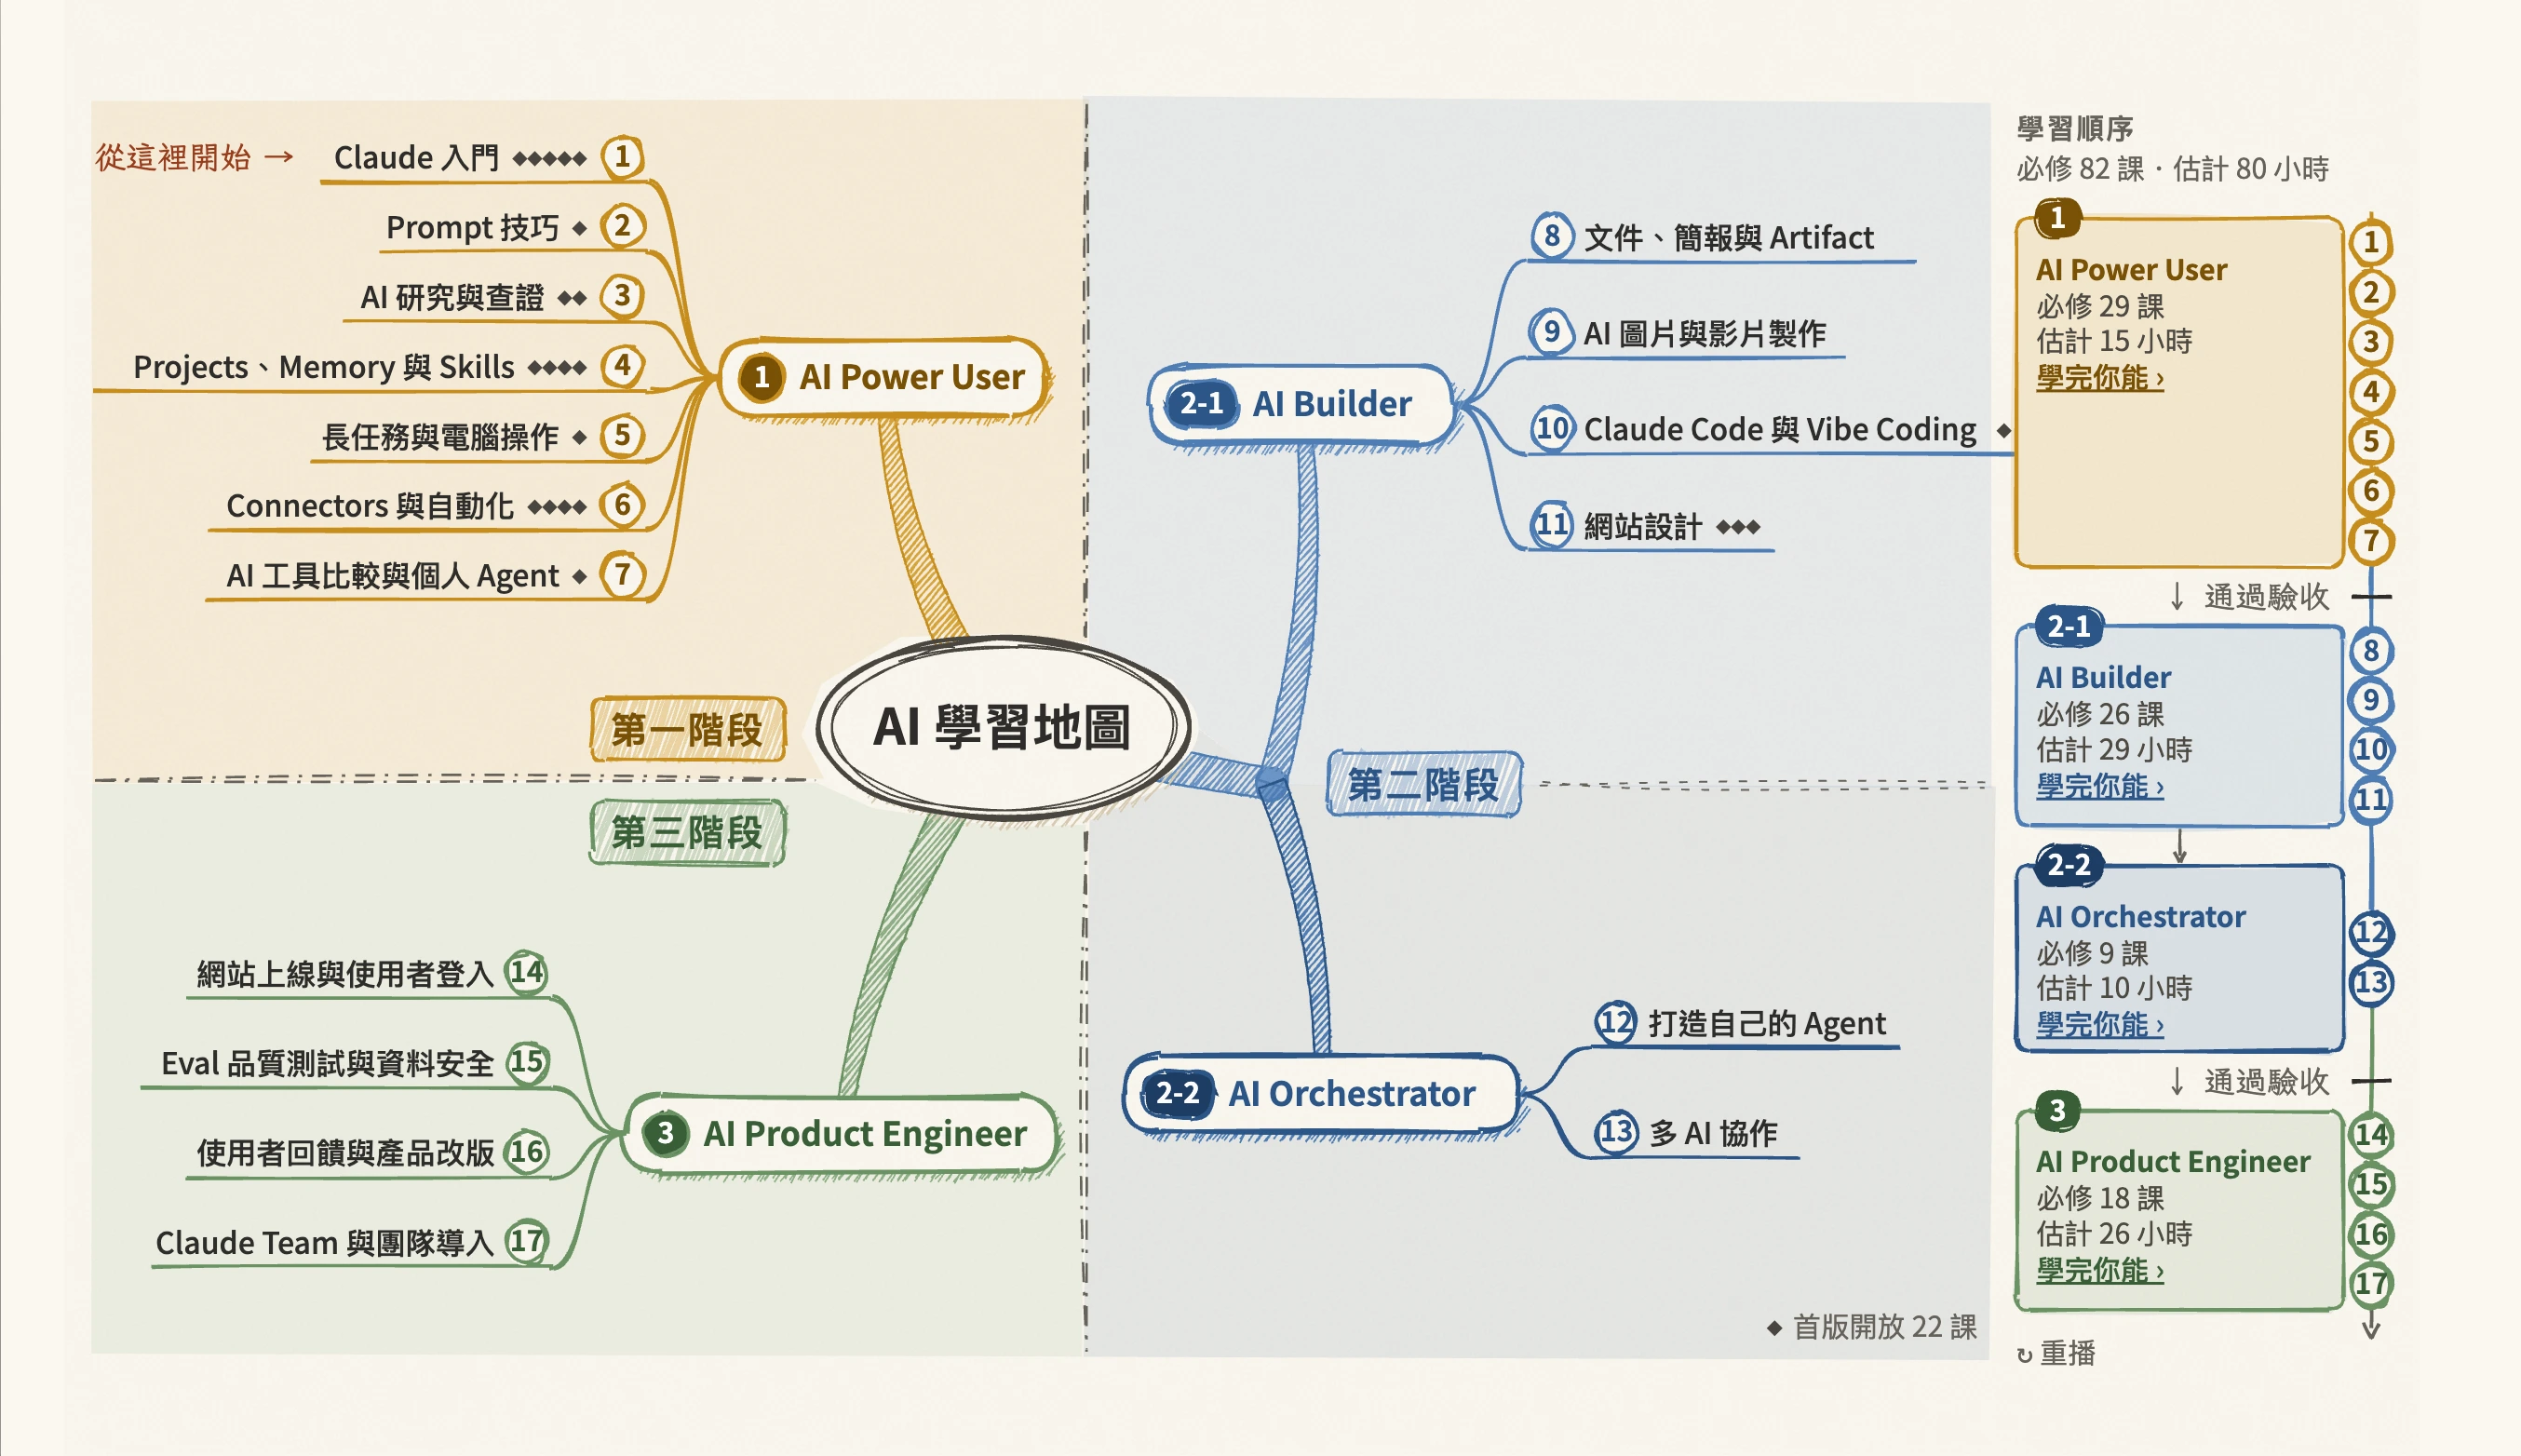 從這裡開始 →
Claude 入門 ◆◆◆◆◆ 1
Prompt 技巧 ◆ 2
AI 研究與查證 ◆◆ 3
Projects、Memory 與 Skills ◆◆◆◆ 4
長任務與電腦操作 ◆ 5
Connectors 與自動化 ◆◆◆◆ 6
AI 工具比較與個人 Agent ◆ 7
1 AI Power User
第一階段
AI 學習地圖
2-1 AI Builder
8 文件、簡報與 Artifact
9 AI 圖片與影片製作
10 Claude Code 與 Vibe Coding ◆
11 網站設計 ◆◆◆
第二階段
2-2 AI Orchestrator
12 打造自己的 Agent
13 多 AI 協作
第三階段
網站上線與使用者登入 14
Eval 品質測試與資料安全 15
使用者回饋與產品改版 16
Claude Team 與團隊導入 17
3 AI Product Engineer
◆ 首版開放 22 課
學習順序
必修 82 課 · 估計 80 小時
1
AI Power User
必修 29 課
估計 15 小時
學完你能 ›
1
2
3
4
5
6
7
↓ 通過驗收
2-1
AI Builder
必修 26 課
估計 29 小時
學完你能 ›
8
9
10
11
2-2
AI Orchestrator
必修 9 課
估計 10 小時
學完你能 ›
12
13
↓ 通過驗收
3
AI Product Engineer
必修 18 課
估計 26 小時
學完你能 ›
14
15
16
17
↻ 重播